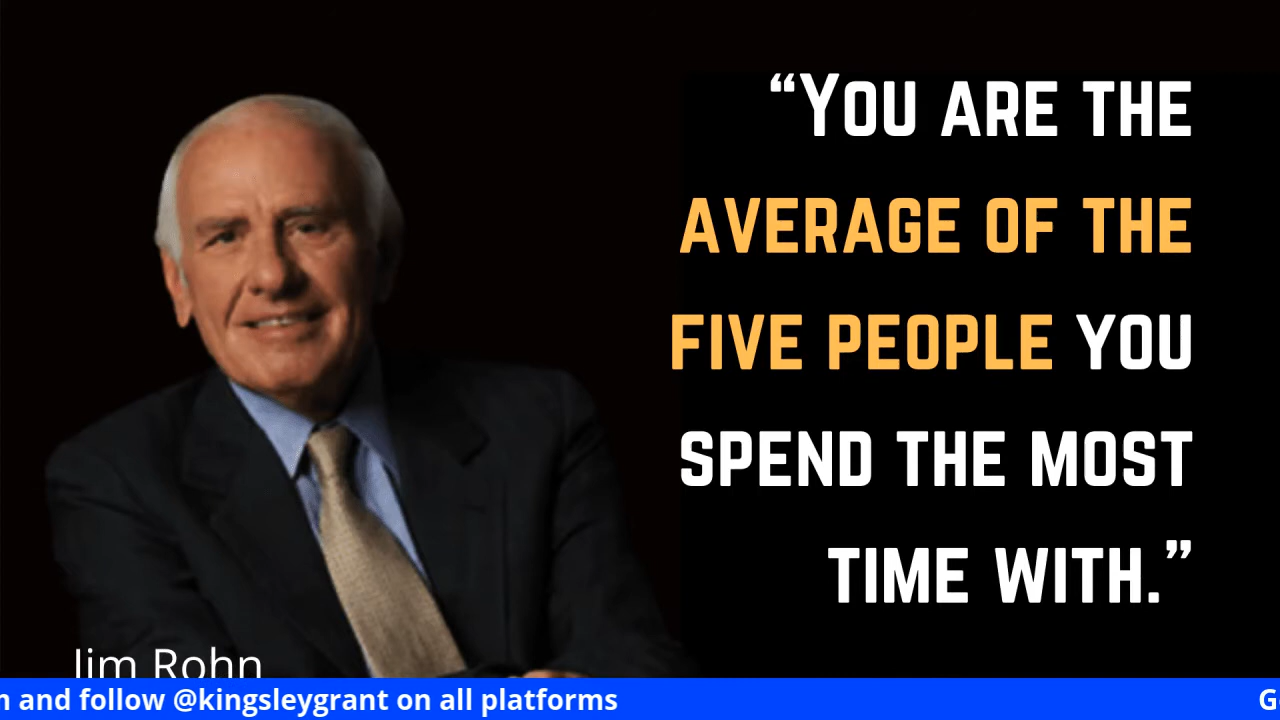 “YOU ARE THE
AVERAGE OF THE
FIVE PEOPLE YOU
SPEND THE MOST
TIME WITH.”
Jim Rohn
and follow @kingsleygrant on all platforms